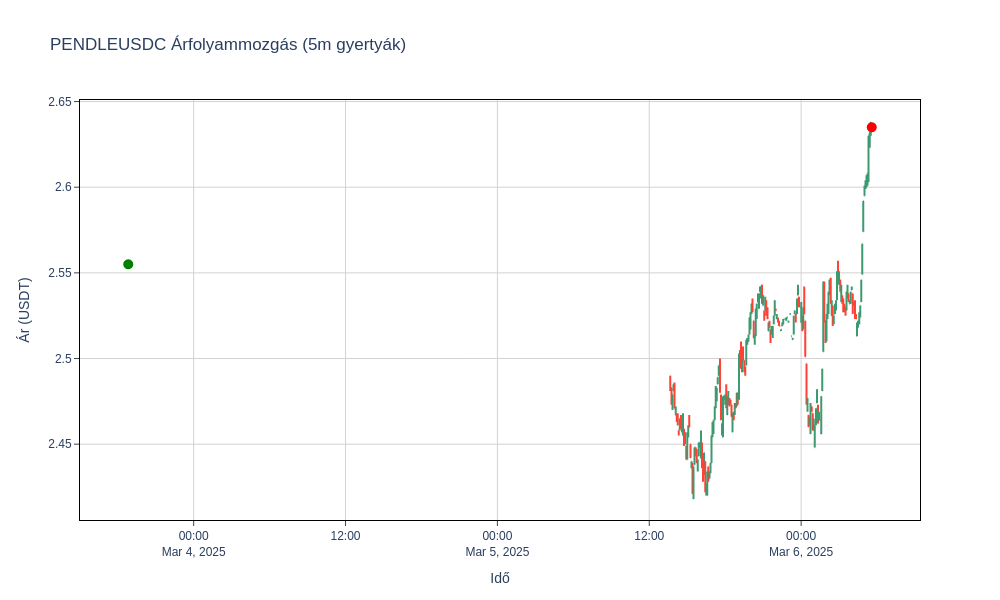 PENDLEUSDC Árfolyammozgás (5m gyertyák)
2.65
2.6
2.55
2.5
2.45
Ár (USDT)
00:00 12:00 00:00 12:00 00:00
Mar 4, 2025 Mar 5, 2025 Mar 6, 2025
Idő